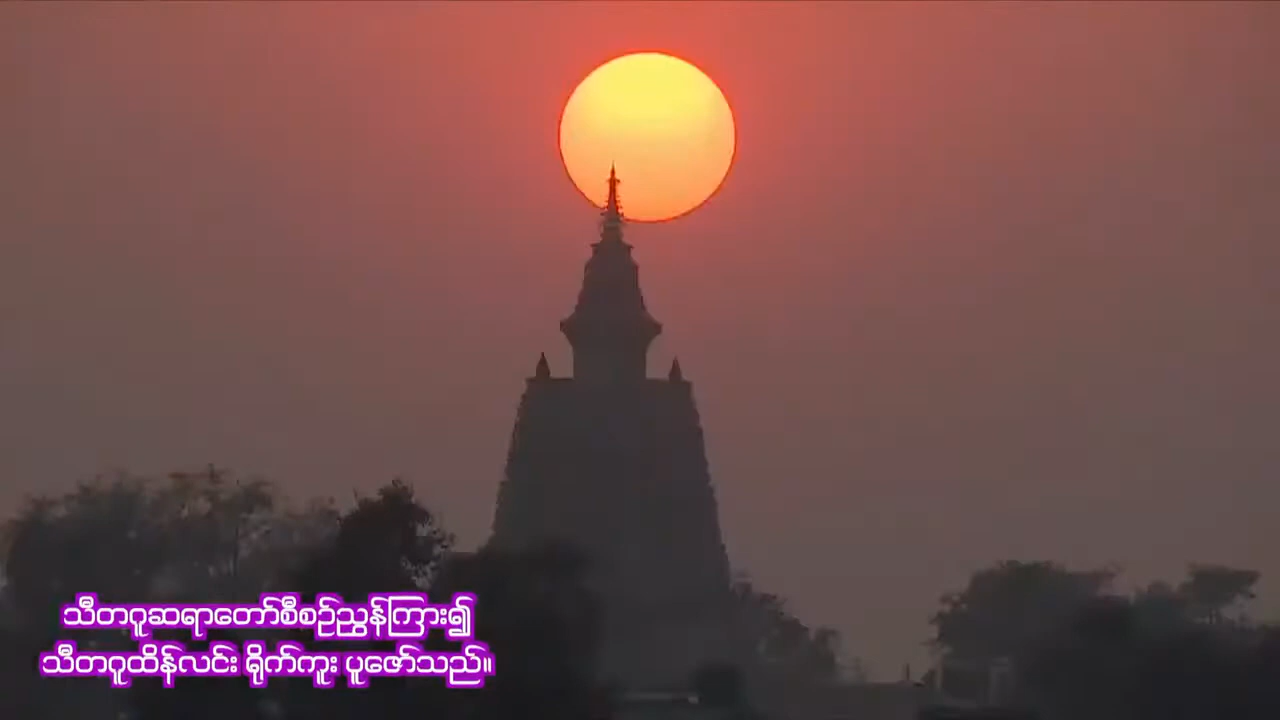 သီတဂူဆရာတော်စီစဉ်ညွှန်ကြား၍
သီတဂူထိန်လင်း ရိုက်ကူး ပူဇော်သည်။